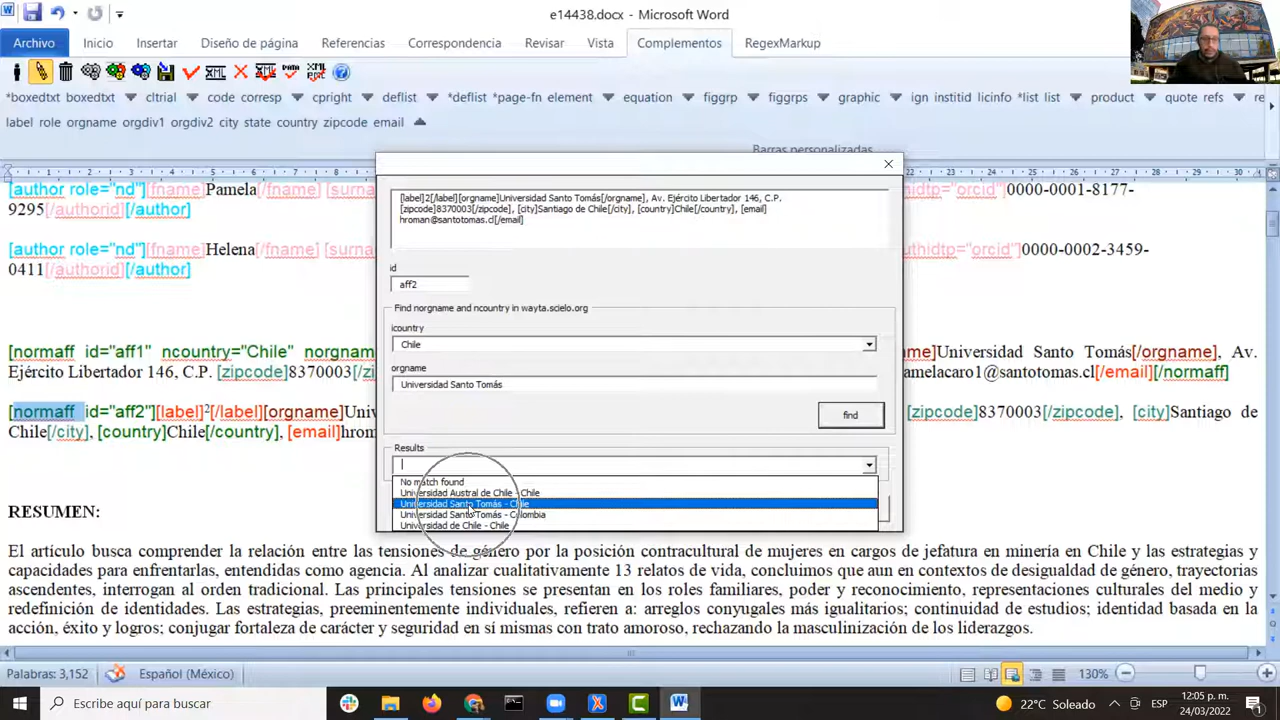 e14438.docx - Microsoft Word
Archivo Inicio Insertar Diseño de página Referencias Correspondencia Revisar Vista Complementos RegexMarkup
*boxedtxt boxedtxt cltrial code corresp cpright deflist *deflist *page-fn element equation figgrp figgrps graphic ign institid licinfo *list list product quote refs re
label role orgname orgdiv1 orgdiv2 city state country zipcode email
Barras personalizadas
[author role="nd"][fname]Pamela[/fname] [surna
hidtp="orcid"]0000-0001-8177-
9295[/authorid][/author]
[author role="nd"][fname]Helena[/fname] [surna
uthidtp="orcid"]0000-0002-3459-
0411[/authorid][/author]
[normaff id="aff1" ncountry="Chile" norgname
ame]Universidad Santo Tomás[/orgname], Av.
Ejército Libertador 146, C.P. [zipcode]8370003[/zi
amelacaro1@santotomas.cl[/email][/normaff]
[normaff id="aff2"][label]2[/label][orgname]Univ
[zipcode]8370003[/zipcode], [city]Santiago de
Chile[/city], [country]Chile[/country], [email]hrom
[label]2[/label][orgname]Universidad Santo Tomás[/orgname], Av. Ejército Libertador 146, C.P.
[zipcode]8370003[/zipcode], [city]Santiago de Chile[/city], [country]Chile[/country], [email]
hroman@santotomas.cl[/email]
id
aff2
Find norgname and ncountry in wayta.scielo.org
icountry
Chile
orgname
Universidad Santo Tomás
find
Results
No match found
Universidad Austral de Chile - Chile
Universidad Santo Tomás - Chile
Universidad Santo Tomás - Colombia
Universidad de Chile - Chile
RESUMEN:
El artículo busca comprender la relación entre las tensiones de género por la posición contracultural de mujeres en cargos de jefatura en minería en Chile y las estrategias y
capacidades para enfrentarlas, entendidas como agencia. Al analizar cualitativamente 13 relatos de vida, concluimos que aun en contextos de desigualdad de género, trayectorias
ascendentes, interrogan al orden tradicional. Las principales tensiones se presentan en los roles familiares, poder y reconocimiento, representaciones culturales del medio y
redefinición de identidades. Las estrategias, preeminentemente individuales, refieren a: arreglos conyugales más igualitarios; continuidad de estudios; identidad basada en la
acción, éxito y logros; conjugar fortaleza de carácter y seguridad en sí mismas con trato amoroso, rechazando la masculinización de los liderazgos.
Palabras: 3,152 Español (México) 130%
Escribe aquí para buscar
22°C Soleado ESP 12:05 p. m.
24/03/2022